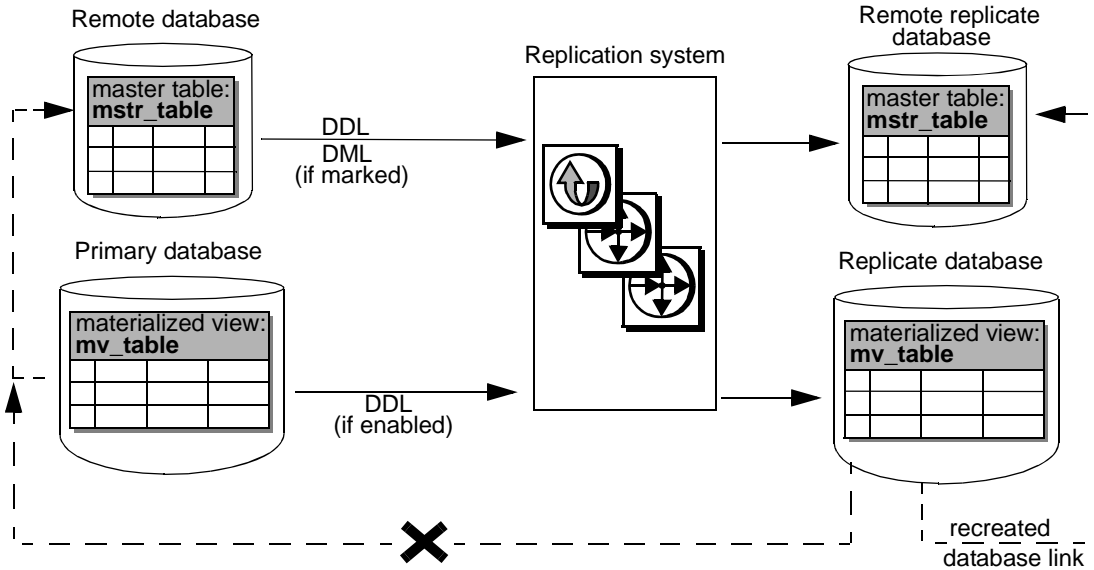 Remote database
master table:
mstr_table
DDL
DML
(if marked)
Replication system
Remote replicate
database
master table:
mstr_table
Primary database
materialized view:
mv_table
DDL
(if enabled)
Replicate database
materialized view:
mv_table
recreated
database link